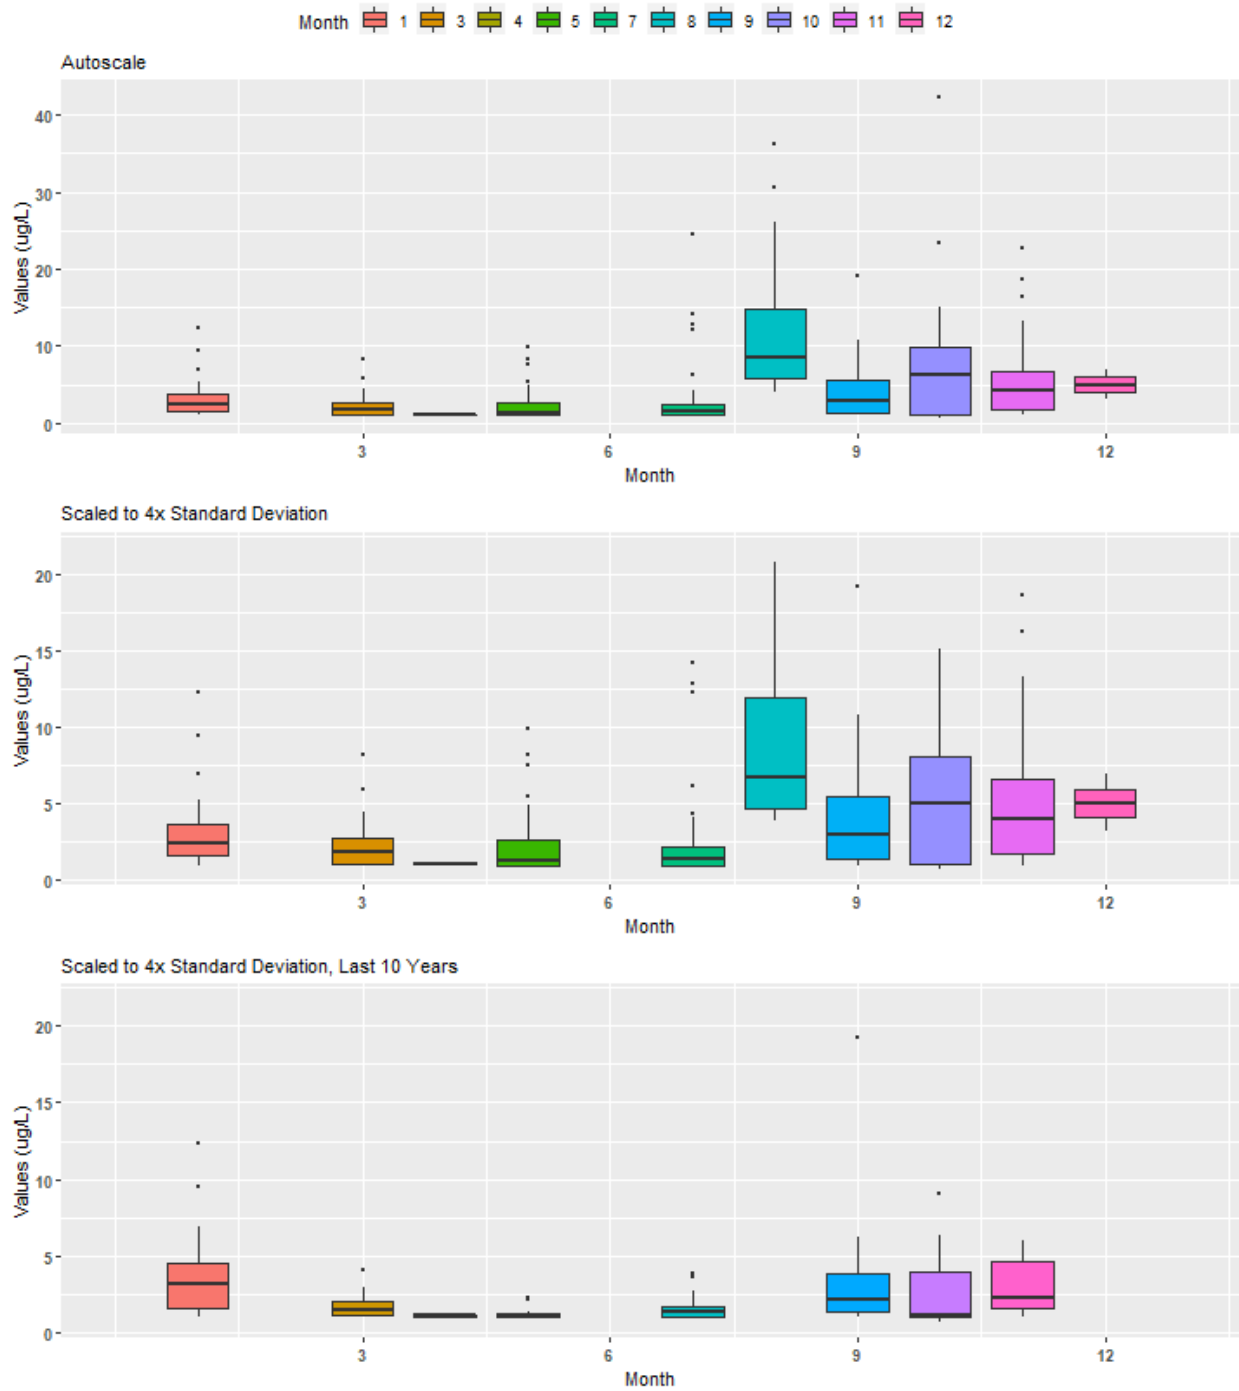 Month 1 3 4 5 7 8 9 10 11 12
Autoscale
Values (ug/L)
40
30
20
10
0
3 6 9 12
Month
Scaled to 4x Standard Deviation
Values (ug/L)
20
15
10
5
0
3 6 9 12
Month
Scaled to 4x Standard Deviation, Last 10 Years
Values (ug/L)
20
15
10
5
0
3 6 9 12
Month